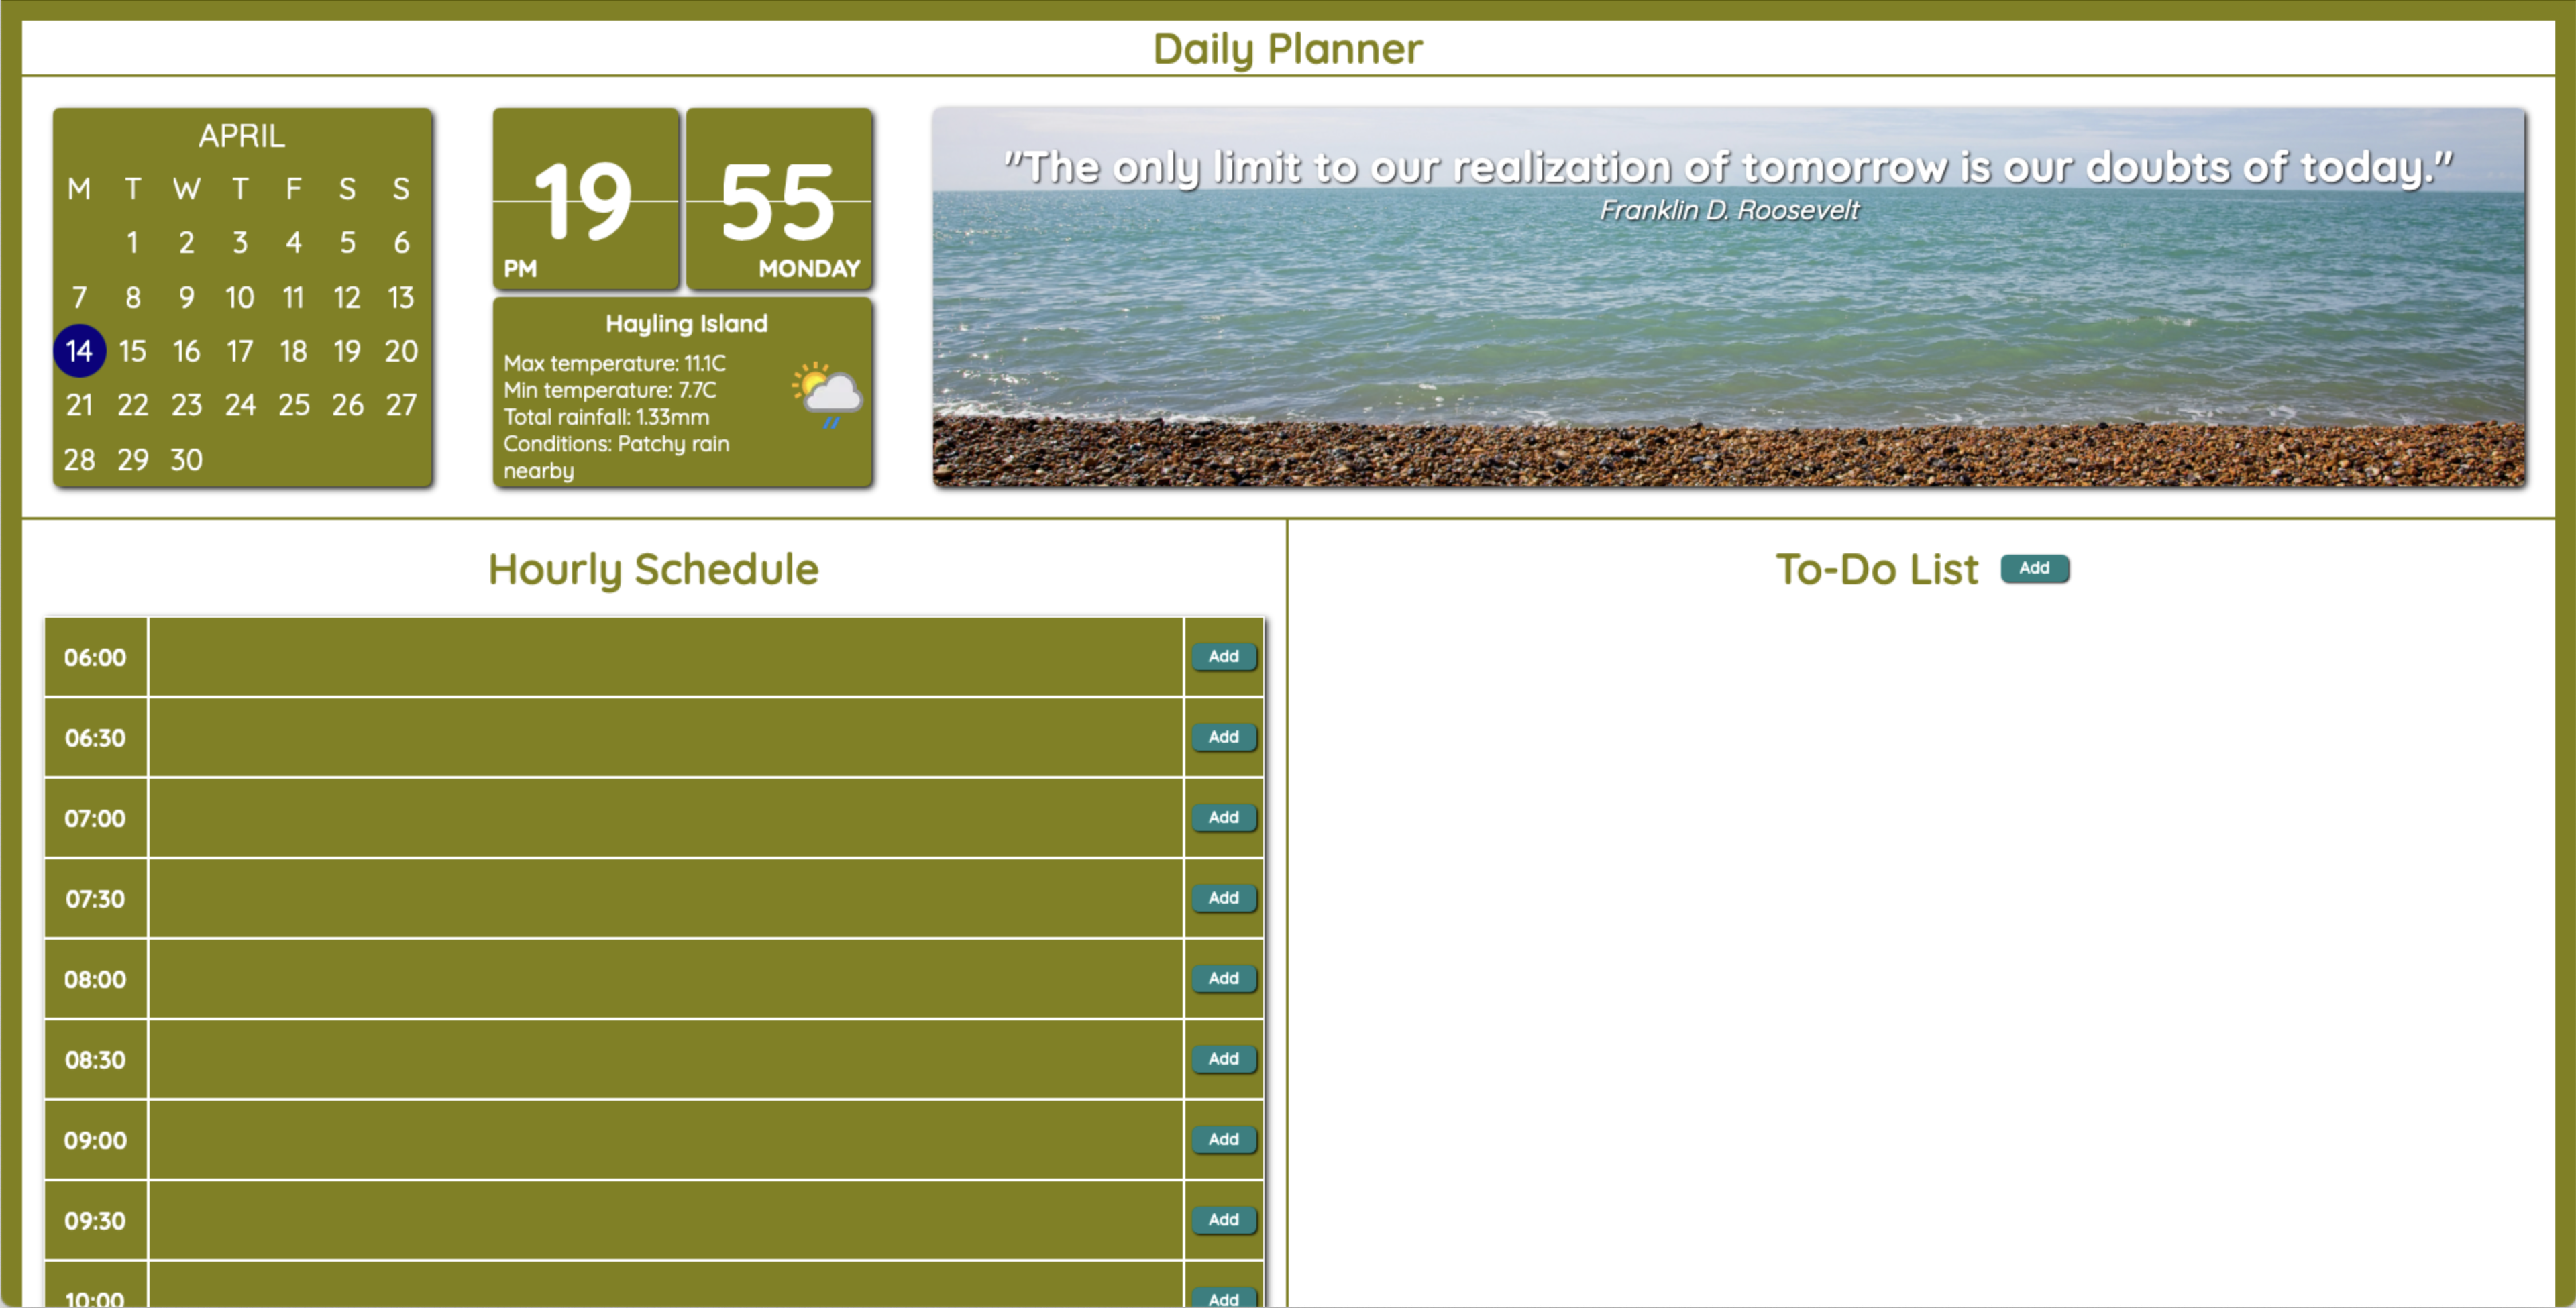 Daily Planner
APRIL
M T W T F S S
1 2 3 4 5 6
7 8 9 10 11 12 13
14 15 16 17 18 19 20
21 22 23 24 25 26 27
28 29 30
19
PM
55
MONDAY
Hayling Island
Max temperature: 11.1C
Min temperature: 7.7C
Total rainfall: 1.33mm
Conditions: Patchy rain
nearby
"The only limit to our realization of tomorrow is our doubts of today."
Franklin D. Roosevelt
Hourly Schedule
06:00 Add
06:30 Add
07:00 Add
07:30 Add
08:00 Add
08:30 Add
09:00 Add
09:30 Add
10:00 Add
To-Do List Add